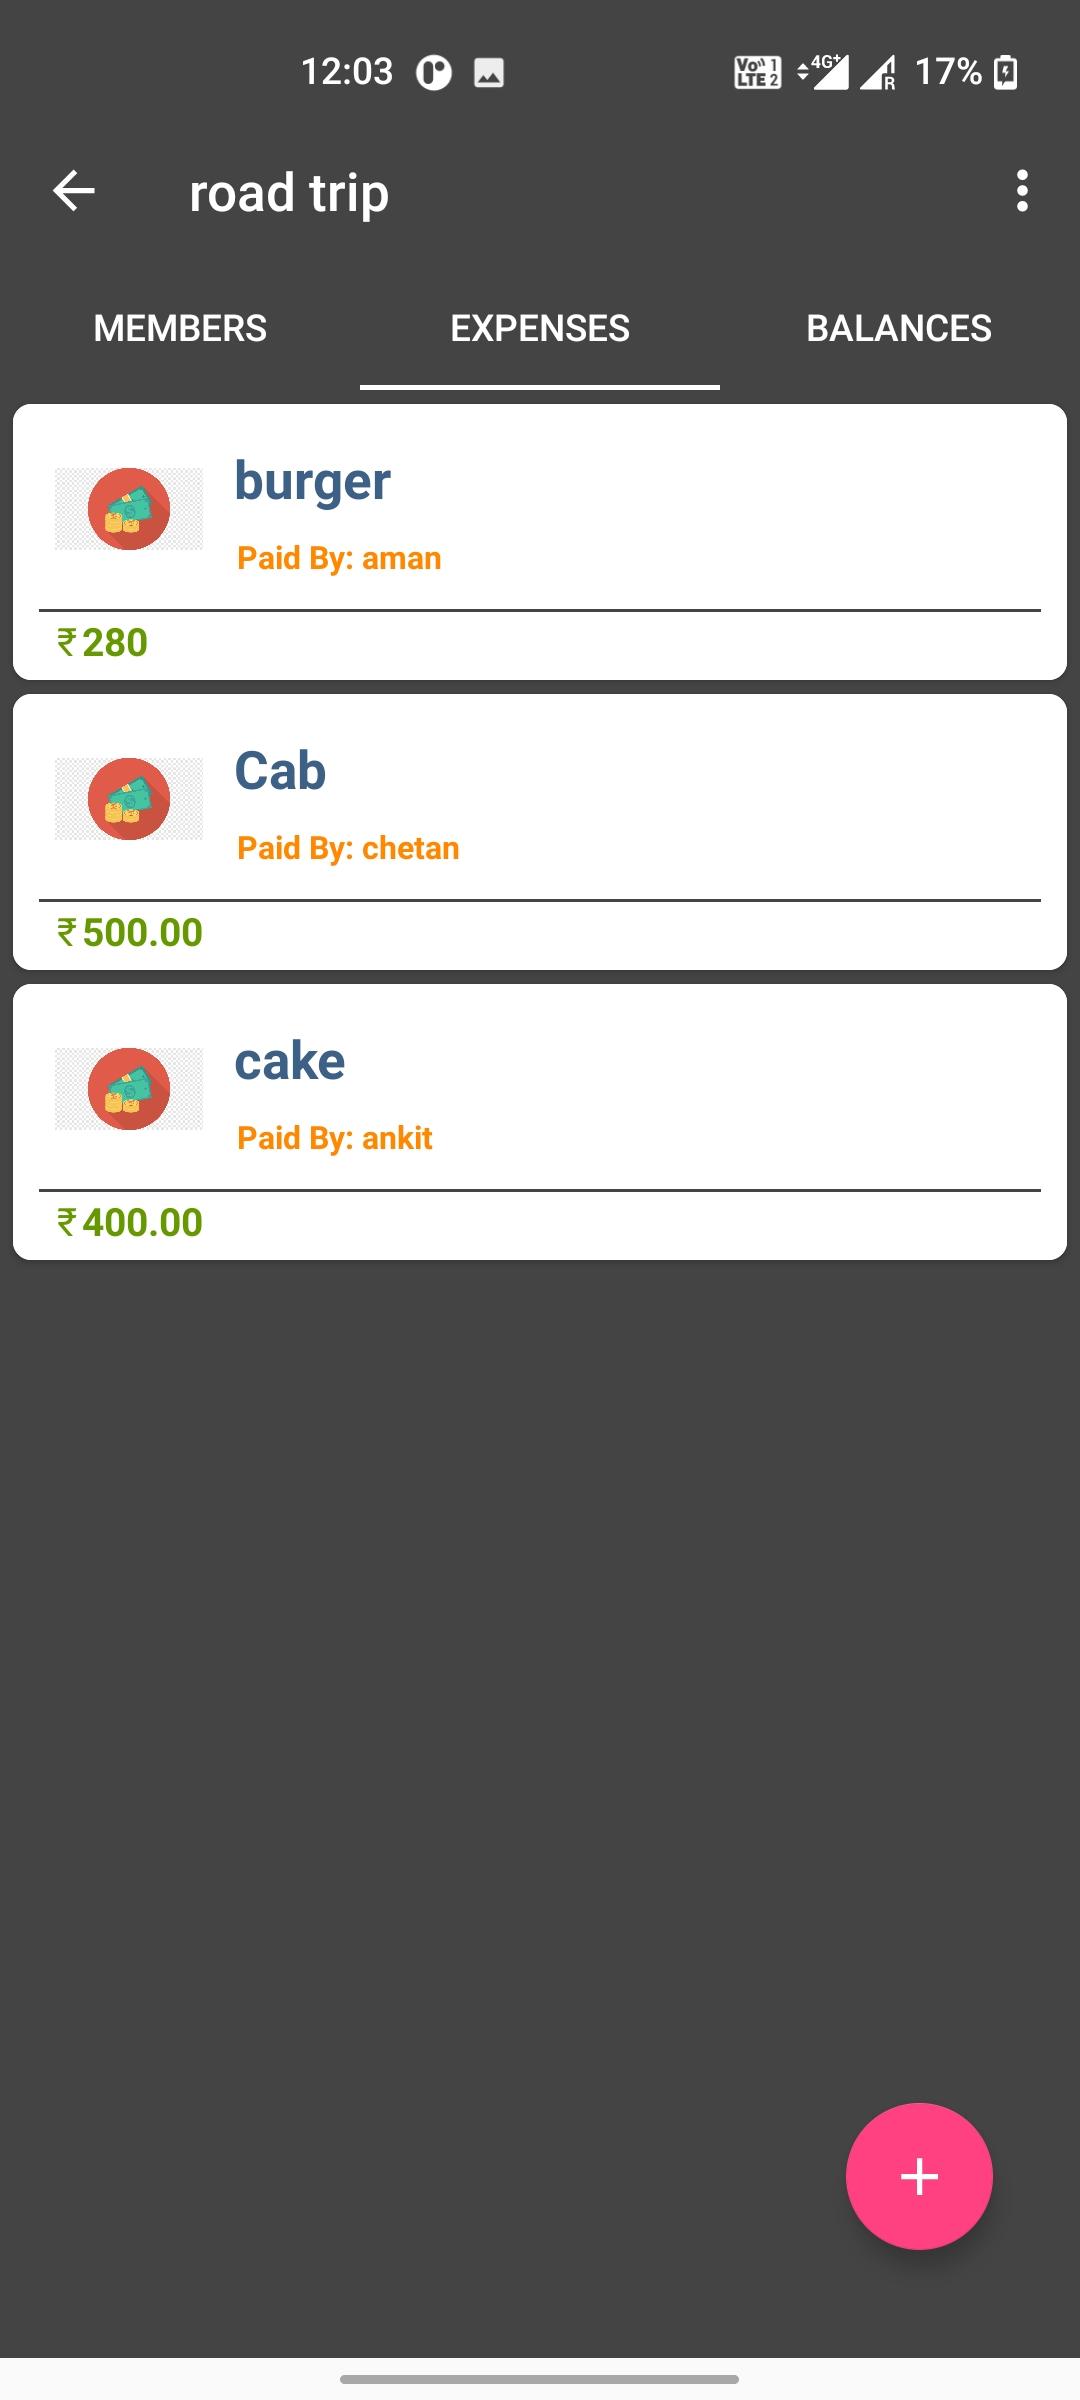 12:03 Vo)) 1 LTE 2 4G+ R 17%
road trip
MEMBERS EXPENSES BALANCES
burger
Paid By: aman
₹280
Cab
Paid By: chetan
₹500.00
cake
Paid By: ankit
₹400.00